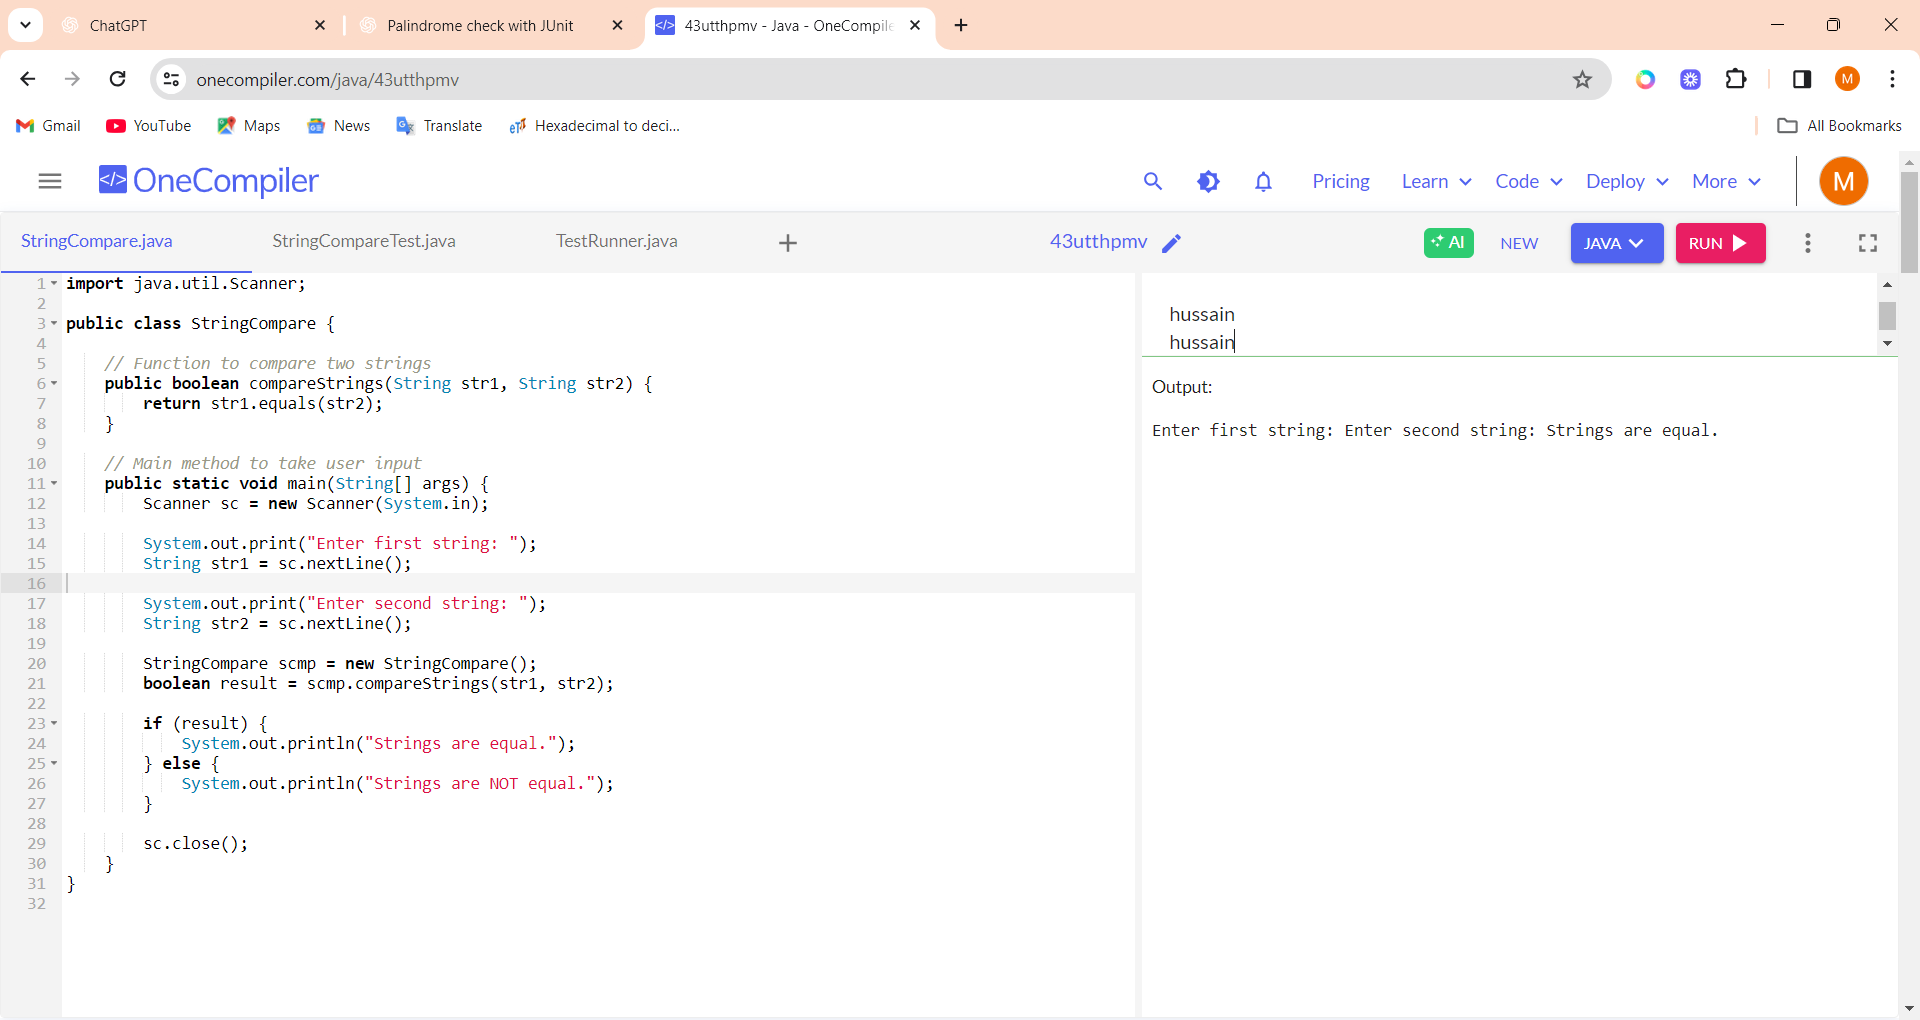 ChatGPT
Palindrome check with JUnit
43utthpmv - Java - OneCompile
onecompiler.com/java/43utthpmv
M
Gmail
YouTube
Maps
News
Translate
Hexadecimal to deci...
All Bookmarks
</> OneCompiler
Pricing
Learn
Code
Deploy
More
M
StringCompare.java
StringCompareTest.java
TestRunner.java
+
43utthpmv
AI
NEW
JAVA
RUN
1 import java.util.Scanner;
2
3 public class StringCompare {
4
5 // Function to compare two strings
6 public boolean compareStrings(String str1, String str2) {
7 return str1.equals(str2);
8 }
9
10 // Main method to take user input
11 public static void main(String[] args) {
12 Scanner sc = new Scanner(System.in);
13
14 System.out.print("Enter first string: ");
15 String str1 = sc.nextLine();
16
17 System.out.print("Enter second string: ");
18 String str2 = sc.nextLine();
19
20 StringCompare scmp = new StringCompare();
21 boolean result = scmp.compareStrings(str1, str2);
22
23 if (result) {
24 System.out.println("Strings are equal.");
25 } else {
26 System.out.println("Strings are NOT equal.");
27 }
28
29 sc.close();
30 }
31 }
32
hussain
hussain
Output:
Enter first string: Enter second string: Strings are equal.